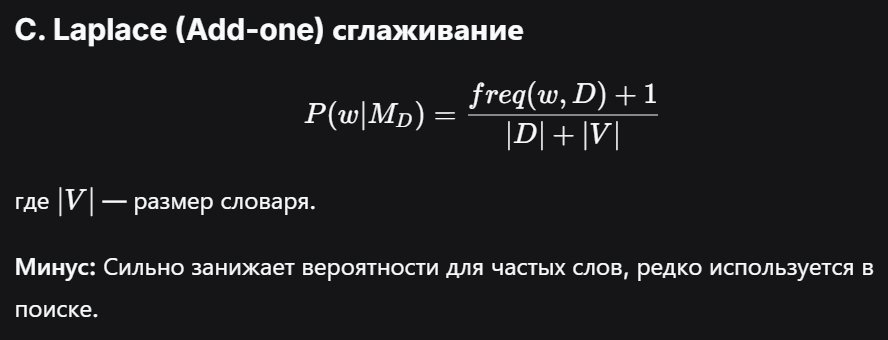 C. Laplace (Add-one) сглаживание
P(w|M_D) = \frac{freq(w, D) + 1}{|D| + |V|}
где |V| — размер словаря.
Минус: Сильно занижает вероятности для частых слов, редко используется в
поиске.